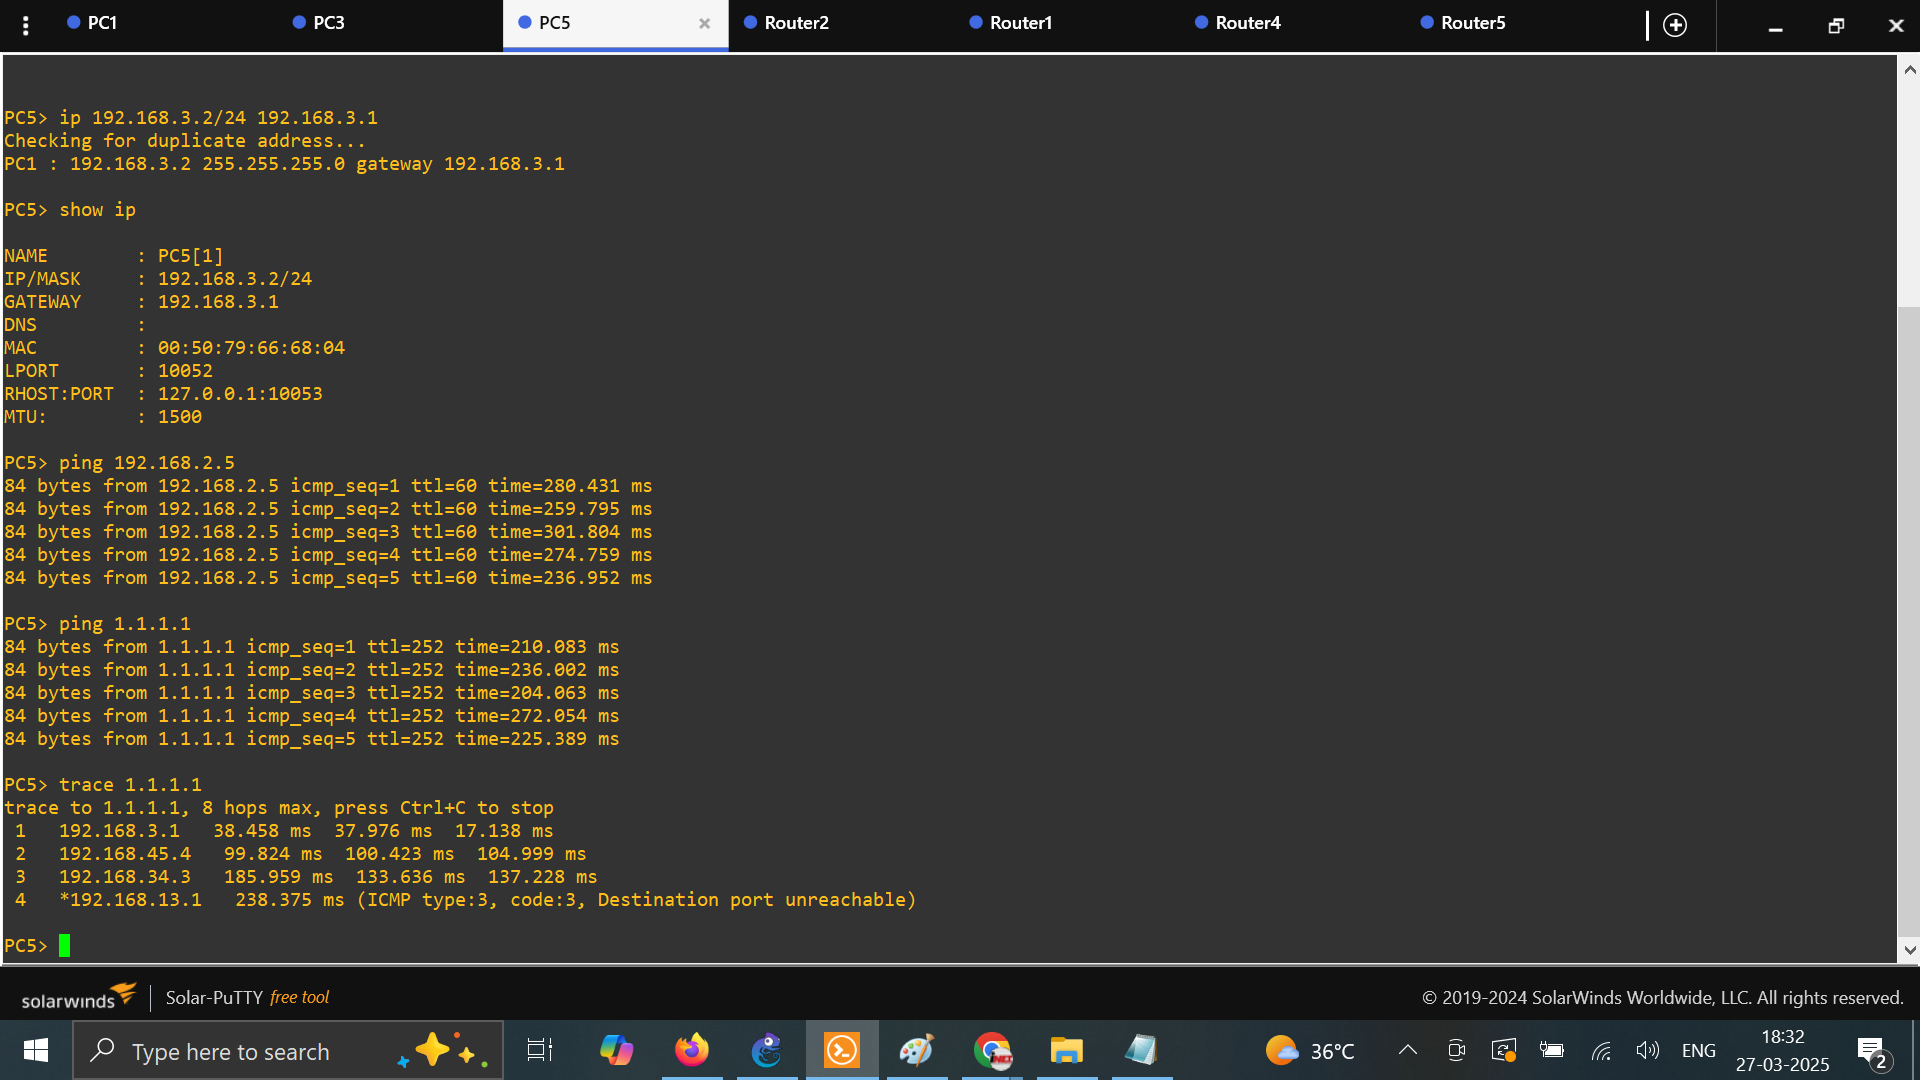 PC1 PC3 PC5 × Router2 Router1 Router4 Router5
PC5> ip 192.168.3.2/24 192.168.3.1
Checking for duplicate address...
PC1 : 192.168.3.2 255.255.255.0 gateway 192.168.3.1
PC5> show ip
NAME        : PC5[1]
IP/MASK     : 192.168.3.2/24
GATEWAY     : 192.168.3.1
DNS         :
MAC         : 00:50:79:66:68:04
LPORT       : 10052
RHOST:PORT  : 127.0.0.1:10053
MTU:        : 1500
PC5> ping 192.168.2.5
84 bytes from 192.168.2.5 icmp_seq=1 ttl=60 time=280.431 ms
84 bytes from 192.168.2.5 icmp_seq=2 ttl=60 time=259.795 ms
84 bytes from 192.168.2.5 icmp_seq=3 ttl=60 time=301.804 ms
84 bytes from 192.168.2.5 icmp_seq=4 ttl=60 time=274.759 ms
84 bytes from 192.168.2.5 icmp_seq=5 ttl=60 time=236.952 ms
PC5> ping 1.1.1.1
84 bytes from 1.1.1.1 icmp_seq=1 ttl=252 time=210.083 ms
84 bytes from 1.1.1.1 icmp_seq=2 ttl=252 time=236.002 ms
84 bytes from 1.1.1.1 icmp_seq=3 ttl=252 time=204.063 ms
84 bytes from 1.1.1.1 icmp_seq=4 ttl=252 time=272.054 ms
84 bytes from 1.1.1.1 icmp_seq=5 ttl=252 time=225.389 ms
PC5> trace 1.1.1.1
trace to 1.1.1.1, 8 hops max, press Ctrl+C to stop
 1   192.168.3.1   38.458 ms  37.976 ms  17.138 ms
 2   192.168.45.4   99.824 ms  100.423 ms  104.999 ms
 3   192.168.34.3   185.959 ms  133.636 ms  137.228 ms
 4   *192.168.13.1   238.375 ms (ICMP type:3, code:3, Destination port unreachable)
PC5>
solarwinds Solar-PuTTY free tool © 2019-2024 SolarWinds Worldwide, LLC. All rights reserved.
Type here to search 36°C ENG 18:32
27-03-2025 2